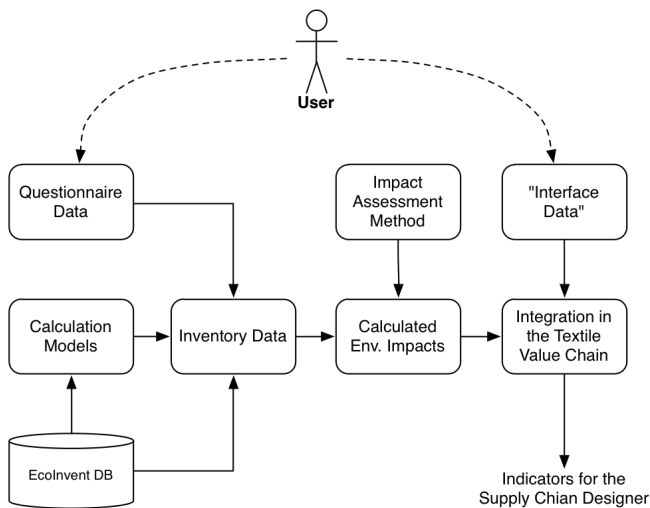 User
Questionnaire
Data
Impact
Assessment
Method
"Interface
Data"
Calculation
Models
Inventory Data
Calculated
Env. Impacts
Integration in
the Textile
Value Chain
EcoInvent DB
Indicators for the
Supply Chian Designer